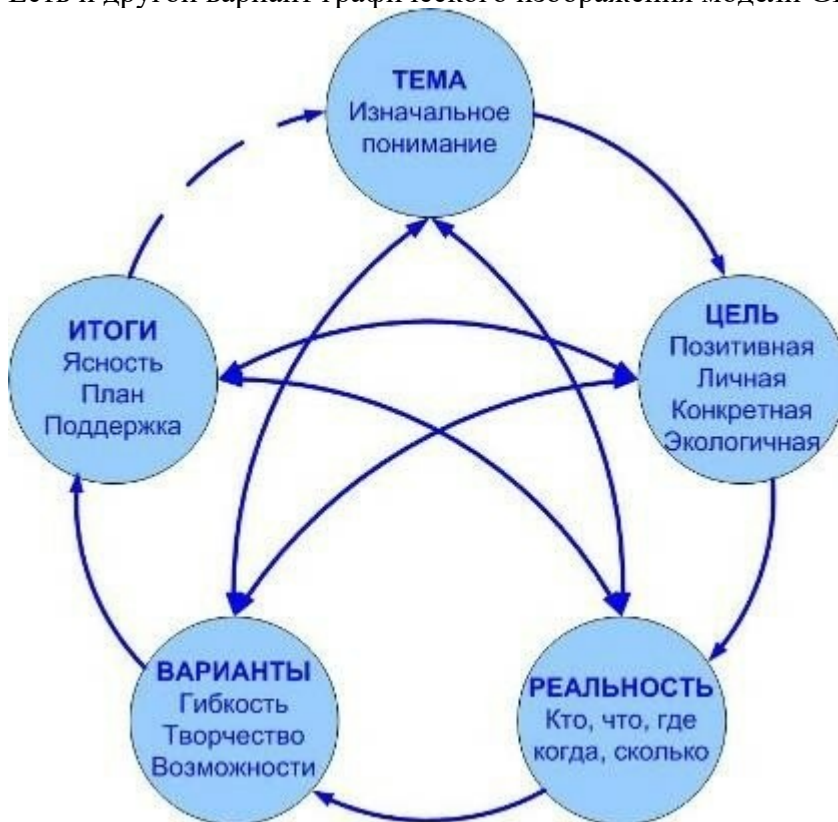 ТЕМА
Изначальное
понимание
ЦЕЛЬ
Позитивная
Личная
Конкретная
Экологичная
РЕАЛЬНОСТЬ
Кто, что, где
когда, сколько
ВАРИАНТЫ
Гибкость
Творчество
Возможности
ИТОГИ
Ясность
План
Поддержка